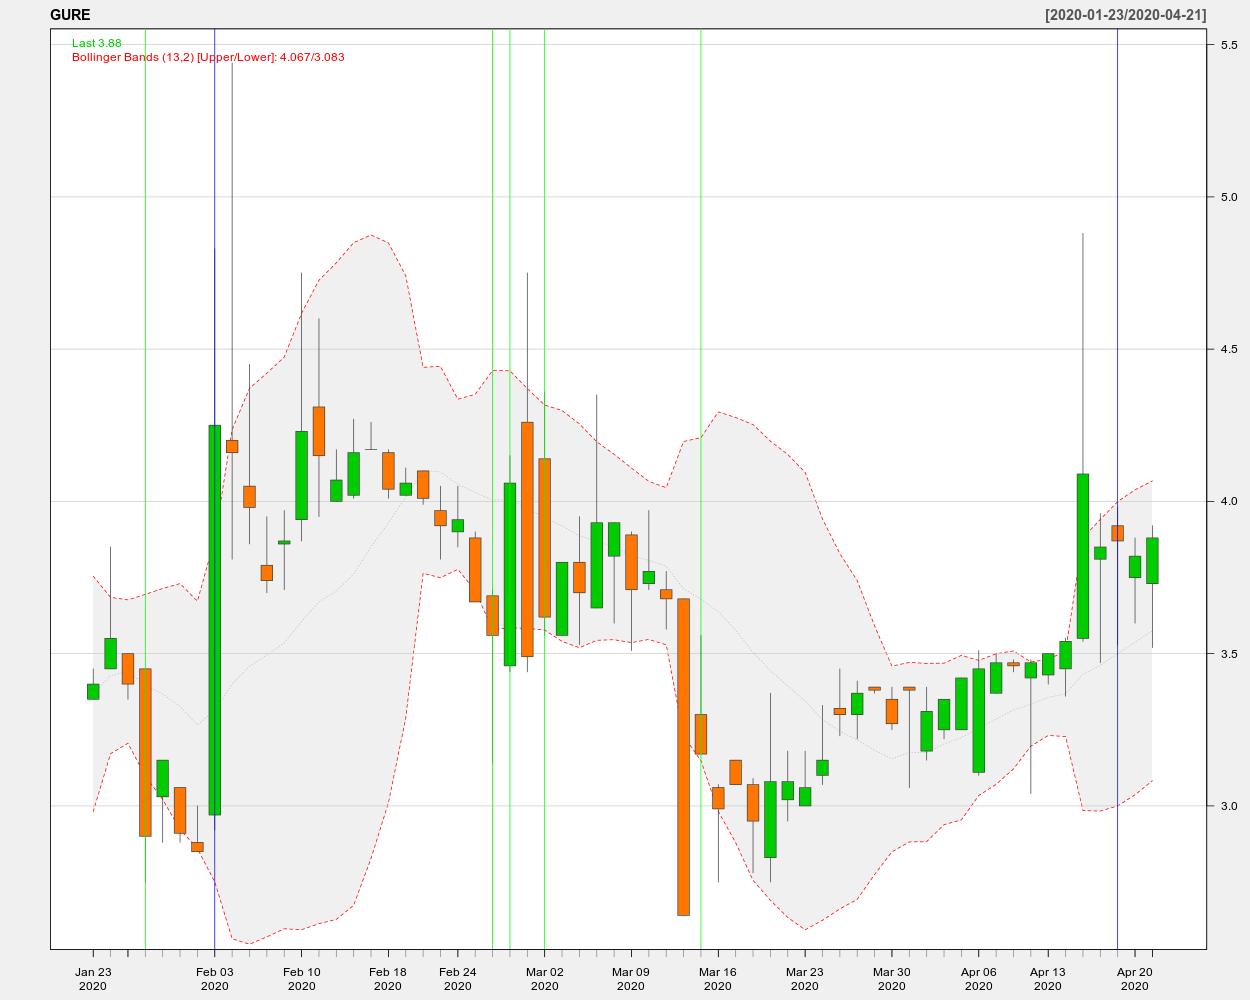 GURE
[2020-01-23/2020-04-21]
Last 3.88
Bollinger Bands (13,2) [Upper/Lower]: 4.067/3.083
5.5
5.0
4.5
4.0
3.5
3.0
Jan 23 Feb 03 Feb 10 Feb 18 Feb 24 Mar 02 Mar 09 Mar 16 Mar 23 Mar 30 Apr 06 Apr 13 Apr 20
2020 2020 2020 2020 2020 2020 2020 2020 2020 2020 2020 2020 2020